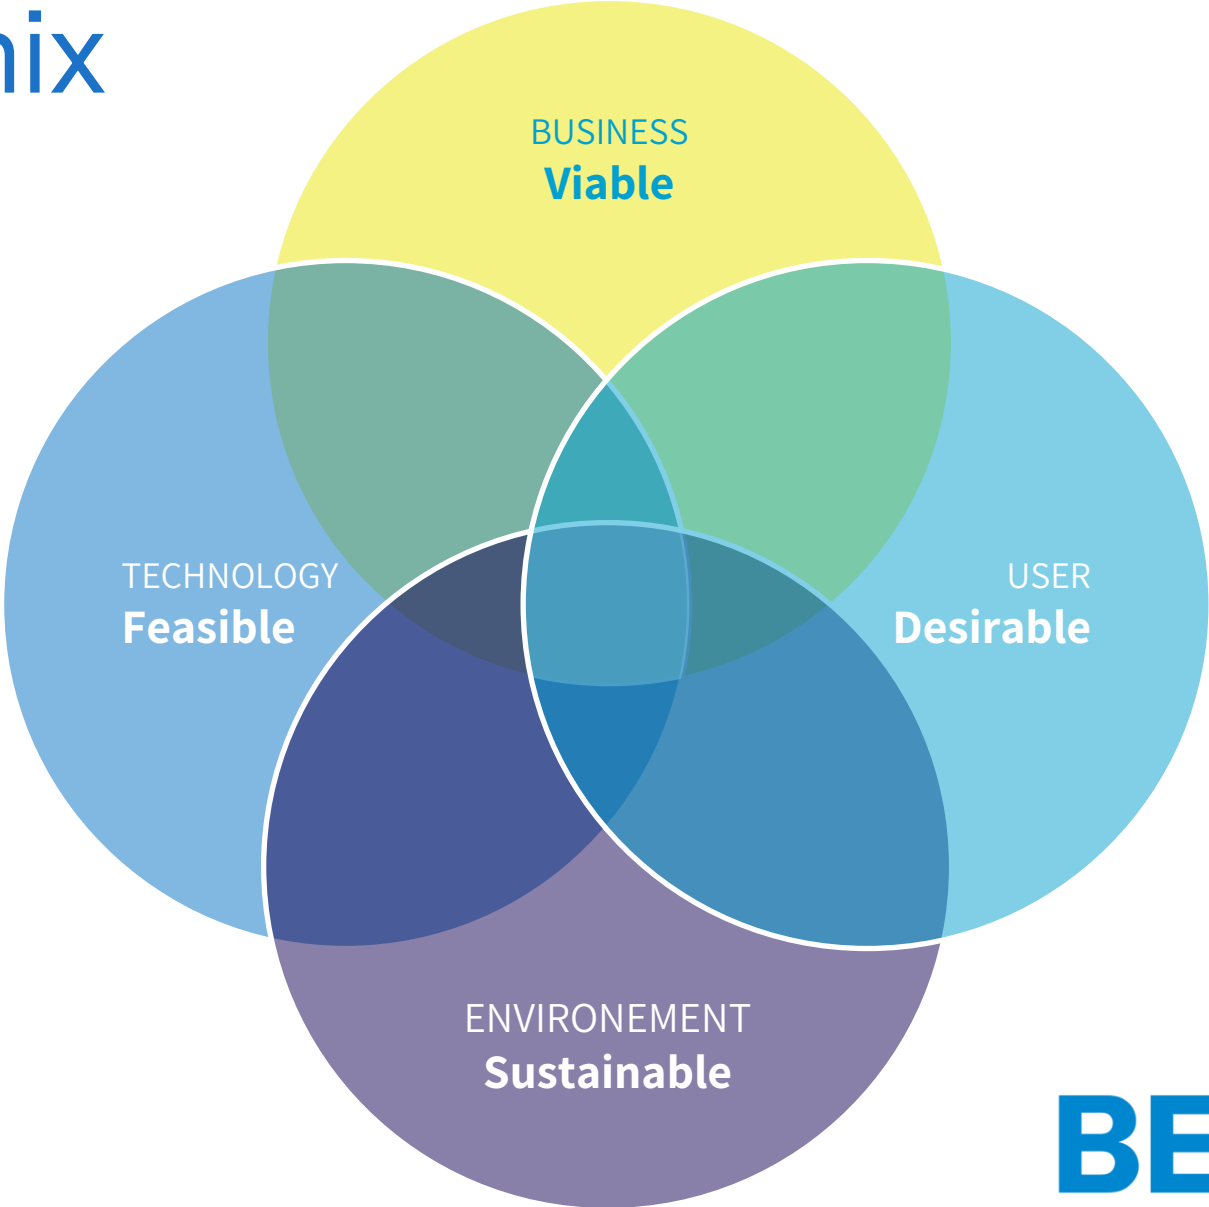 nix
BUSINESS
Viable
TECHNOLOGY
Feasible
USER
Desirable
ENVIRONEMENT
Sustainable
BE